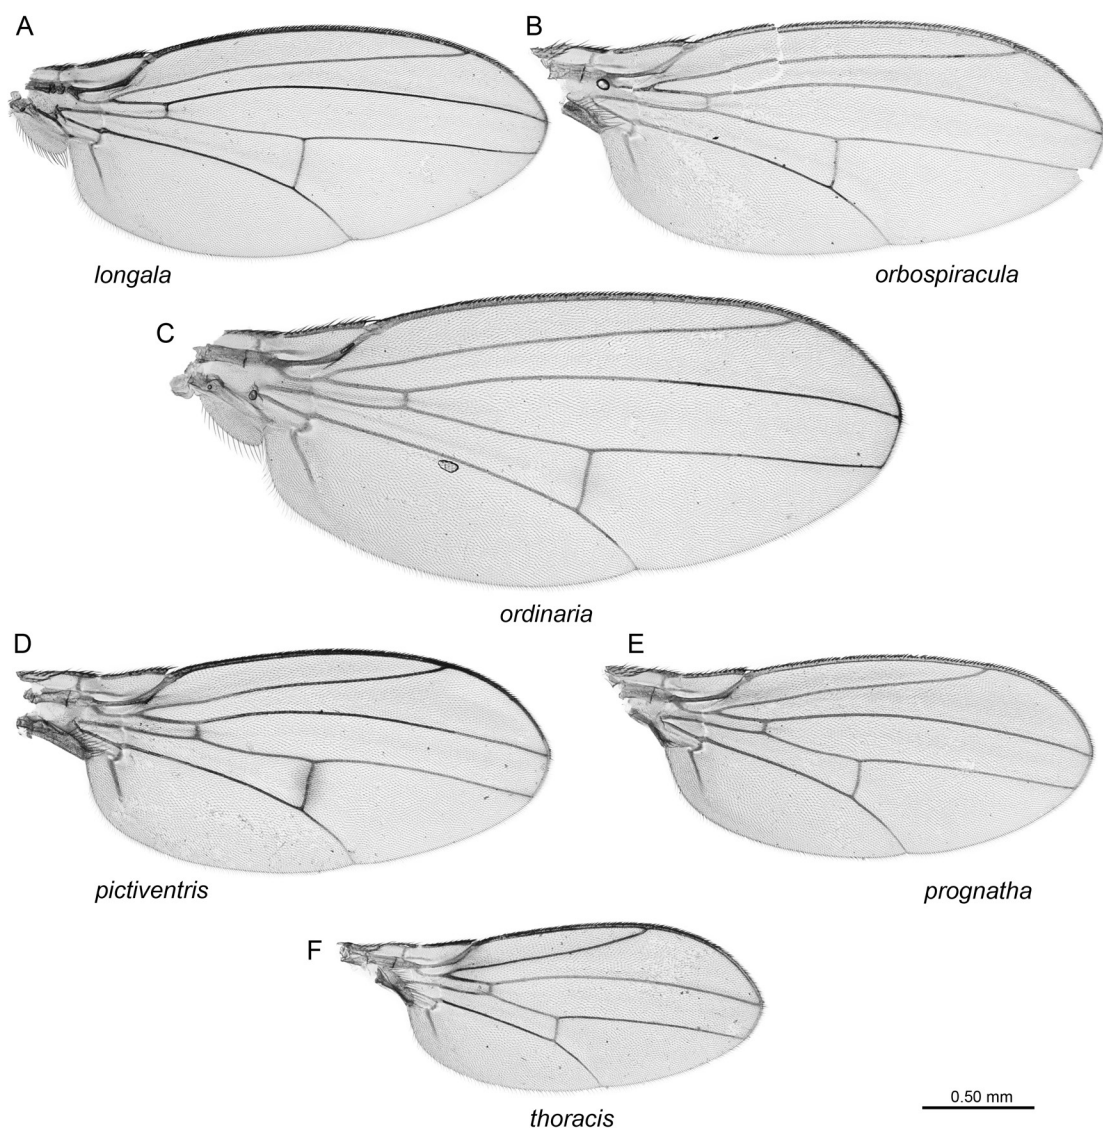 A
B
longala
orbospiracula
C
ordinaria
D
E
pictiventris
prognatha
F
0.50 mm
thoracis